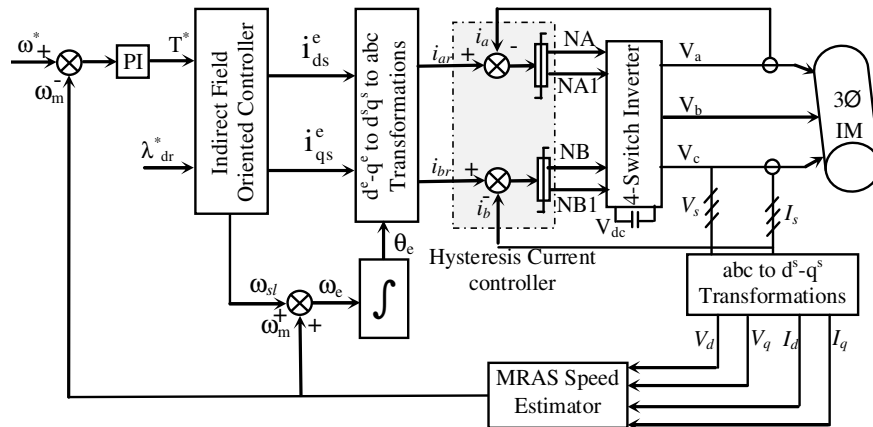 ω*
+
-
ωm
PI
T*
λ*dr
Indirect Field
Oriented Controller
i^e_ds
i^e_qs
d^e-q^e to d^s q^s to abc
Transformations
i_ar
+
i_a
-
i_br
+
-
i_b
NA
NA1
NB
NB1
4-Switch Inverter
V_dc
V_a
V_b
V_c
3Ø
IM
V_s
I_s
Hysteresis Current
controller
θ_e
∫
ω_sl
+
ω_m
+
ω_e
abc to d^s-q^s
Transformations
V_d
V_q
I_d
I_q
MRAS Speed
Estimator